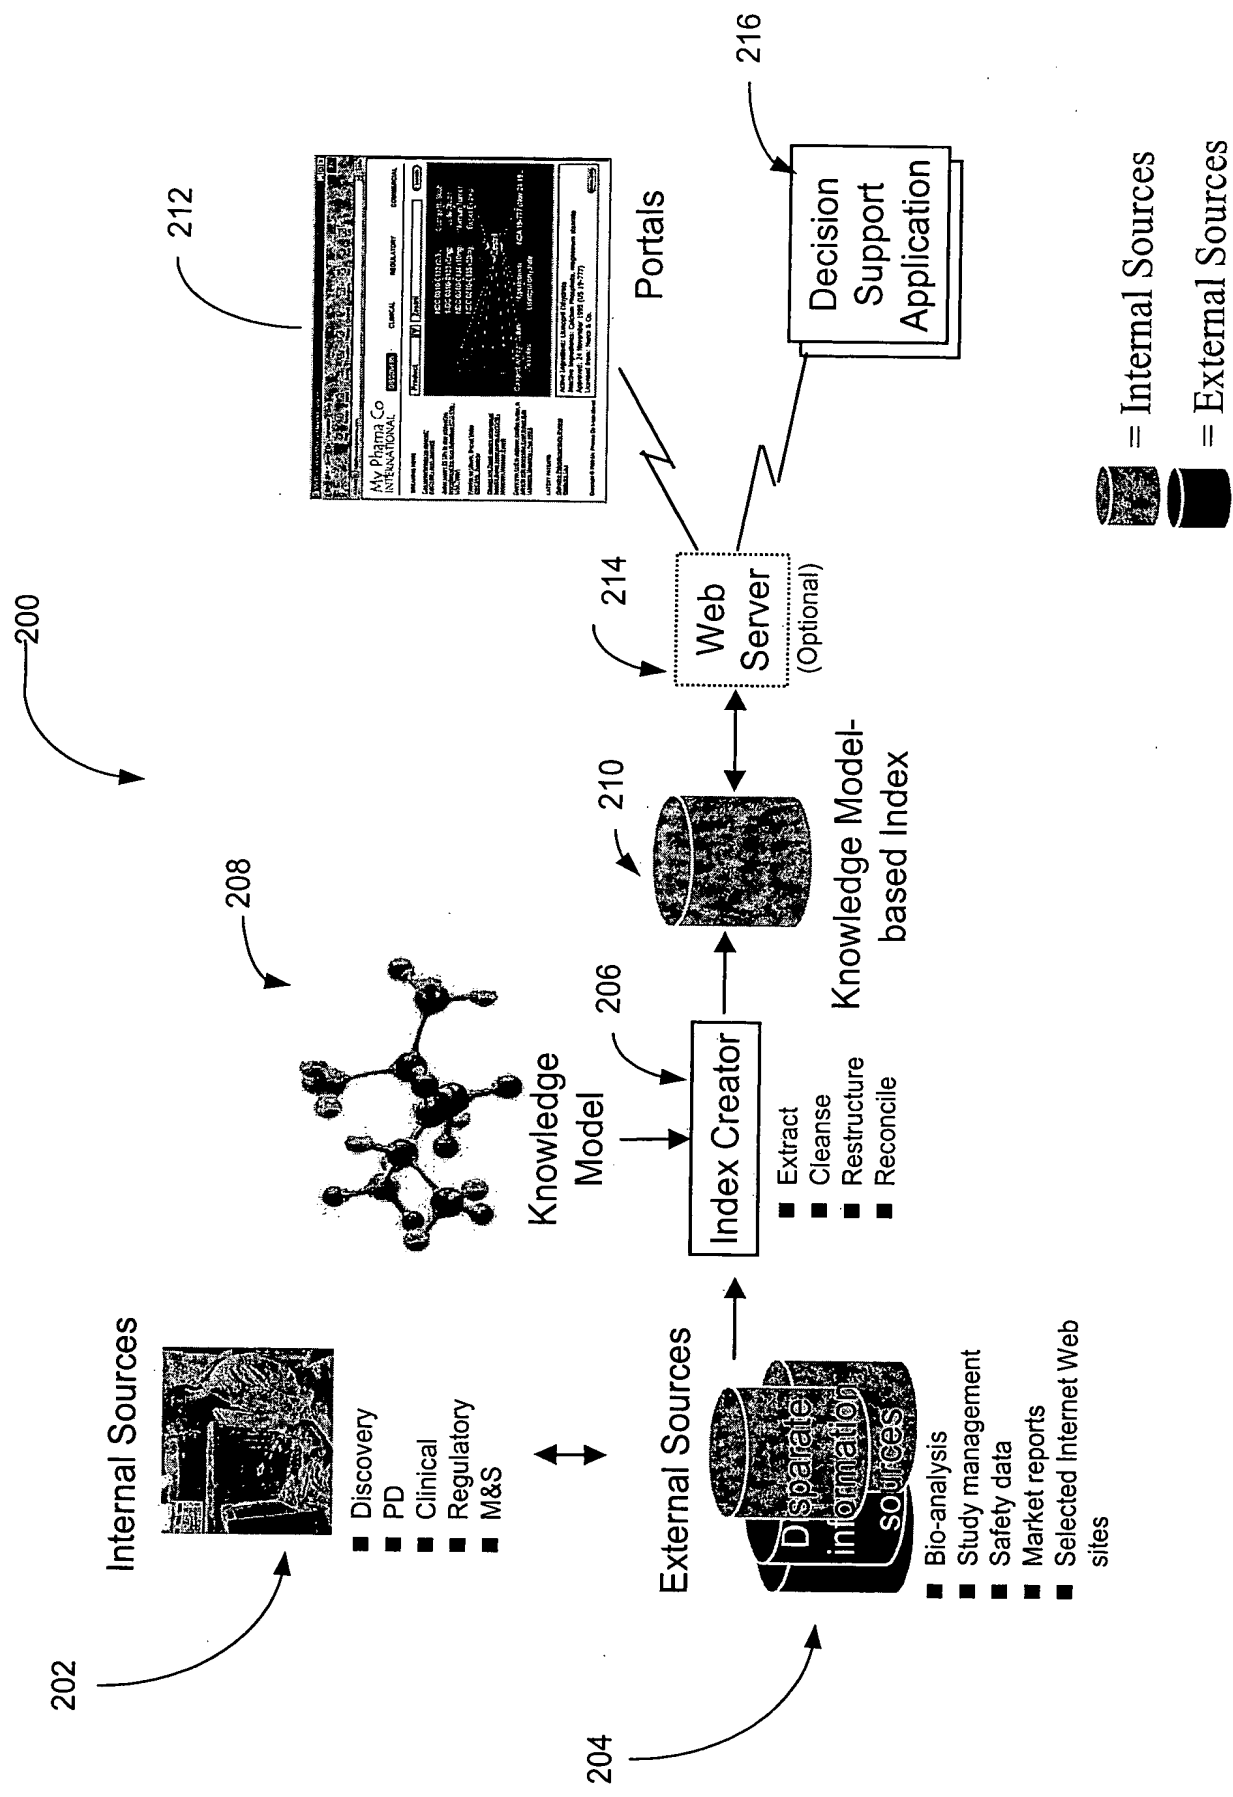 200
202
Internal Sources
Discovery
PD
Clinical
Regulatory
M&S
204
External Sources
Disparate
information
sources
Bio-analysis
Study management
Safety data
Market reports
Selected Internet Web
sites
208
Knowledge
Model
206
Index Creator
Extract
Cleanse
Restructure
Reconcile
210
Knowledge Model-
based Index
214
Web
Server
(Optional)
212
My Pharma Co
INTERNATIONAL
DISCOVERY CLINICAL REGULATORY COMMERCIAL
Product
Portals
216
Decision
Support
Application
= Internal Sources
= External Sources